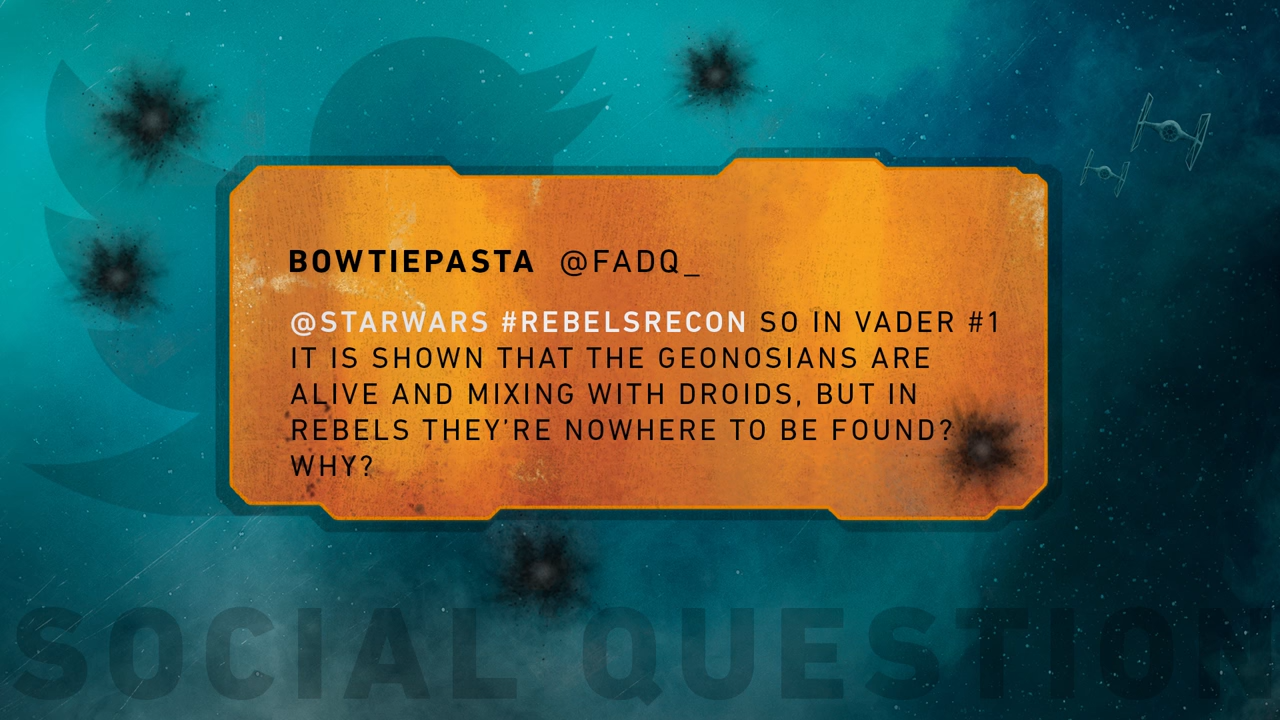 BOWTIEPASTA @FADQ_
@STARWARS #REBELSRECON SO IN VADER #1
IT IS SHOWN THAT THE GEONOSIANS ARE
ALIVE AND MIXING WITH DROIDS, BUT IN
REBELS THEY'RE NOWHERE TO BE FOUND?
WHY?
SOCIAL QUESTION